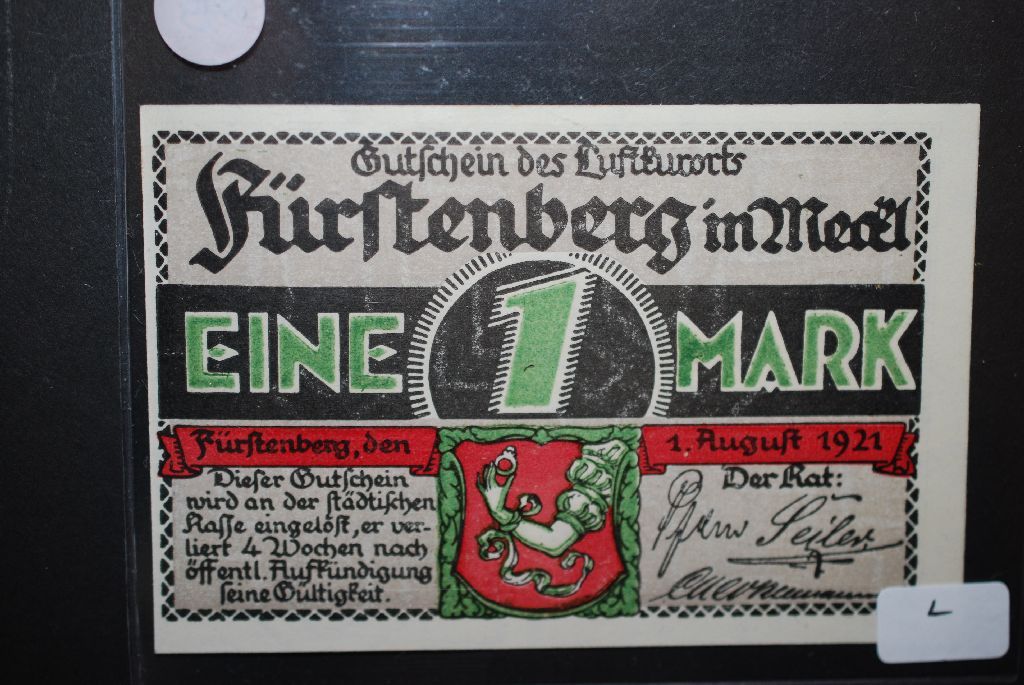 Gutschein des Luftkurorts
Fürstenberg in Meckl
EINE 1 MARK
Fürstenberg, den 1. August 1921
Dieser Gutschein
wird an der städtischen
Kasse eingelöst, er ver-
liert 4 Wochen nach
öffentl. Aufkündigung
seine Gültigkeit.
Der Rat:
Seiler
L